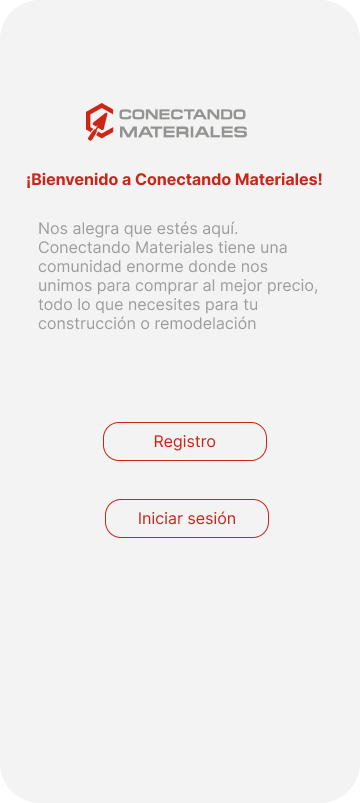 CONECTANDO
MATERIALES
¡Bienvenido a Conectando Materiales!
Nos alegra que estés aquí.
Conectando Materiales tiene una
comunidad enorme donde nos
unimos para comprar al mejor precio,
todo lo que necesites para tu
construcción o remodelación
Registro
Iniciar sesión